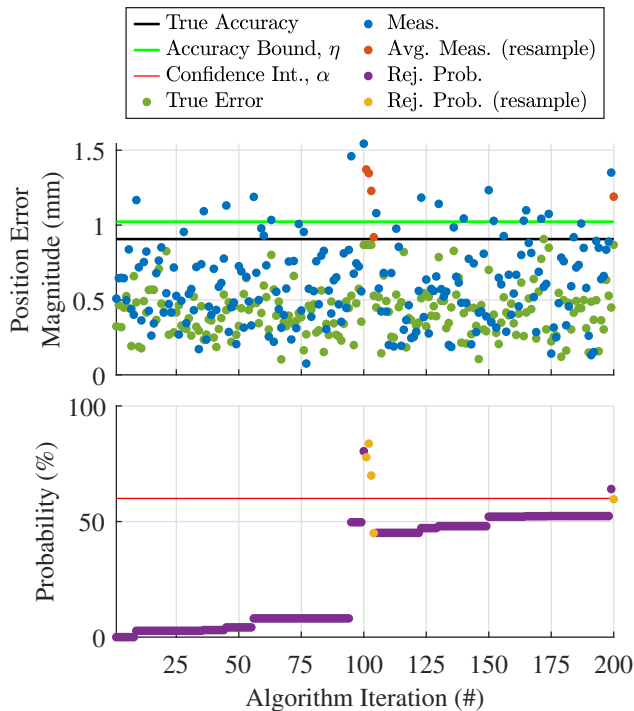 True Accuracy
Accuracy Bound, η
Confidence Int., α
True Error
Meas.
Avg. Meas. (resample)
Rej. Prob.
Rej. Prob. (resample)
Position Error
Magnitude (mm)
1.5
1
0.5
0
Probability (%)
100
50
0
25 50 75 100 125 150 175 200
Algorithm Iteration (#)